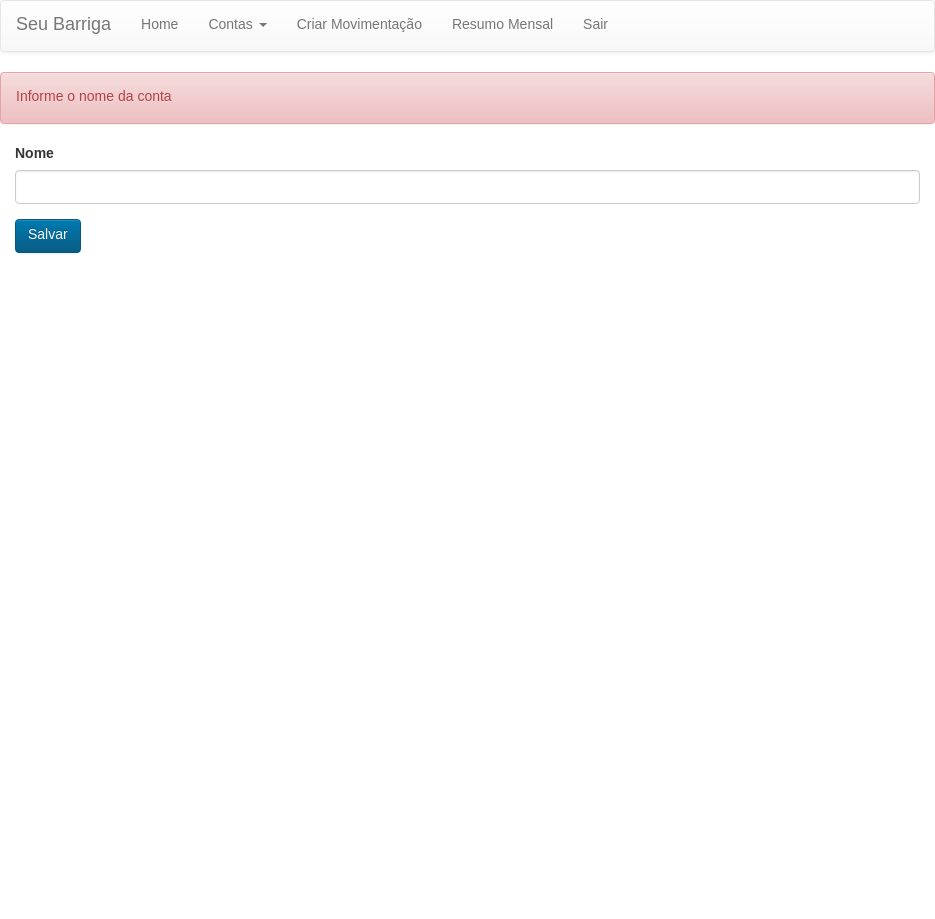 Seu Barriga Home Contas Criar Movimentação Resumo Mensal Sair
Informe o nome da conta
Nome
Salvar